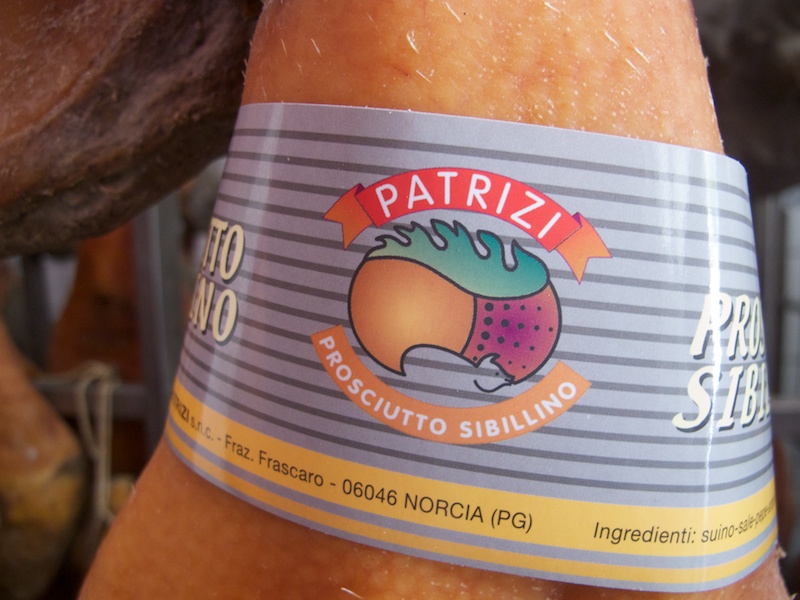 PATRIZI
PROSCIUTTO SIBILLINO
s.n.c. - Fraz. Frascaro - 06046 NORCIA (PG)
Ingredienti: suino-sale-pepe